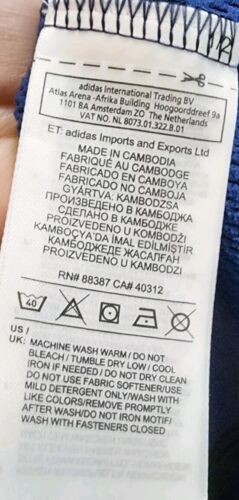 adidas International Trading BV
Atlas Arena -Afrika Building Hoogoorddreef 9a
1101 BA Amsterdam ZO The Netherlands
VAT NO. NL 8073.01.322.B.01
ET: adidas Imports and Exports Ltd
MADE IN CAMBODIA
FABRIQUÉ AU CAMBODGE
FABRICADO EN CAMBOYA
FABRICADO NO CAMBOJA
GYÁRTVA: KAMBODZSA
ПРОИЗВЕДЕНО В КАМБОДЖА
СДЕЛАНО В КАМБОДЖА
PROIZVEDENO U KAMBODŽI
KAMBOÇYA'DA İMAL EDİLMİSTİR
КАМБОДЖЕДЕ ЖАСАЛҒАН
PROIZVEDENO U KAMBODŽI
RN# 88387 CA# 40312
40
US /
UK: MACHINE WASH WARM / DO NOT
BLEACH / TUMBLE DRY LOW / COOL
IRON IF NEEDED / DO NOT DRY CLEAN
DO NOT USE FABRIC SOFTENER/USE
MILD DETERGENT ONLY/WASH WITH
LIKE COLORS/REMOVE PROMPTLY
AFTER WASH/DO NOT IRON MOTIF/
WASH WITH FASTENERS CLOSED